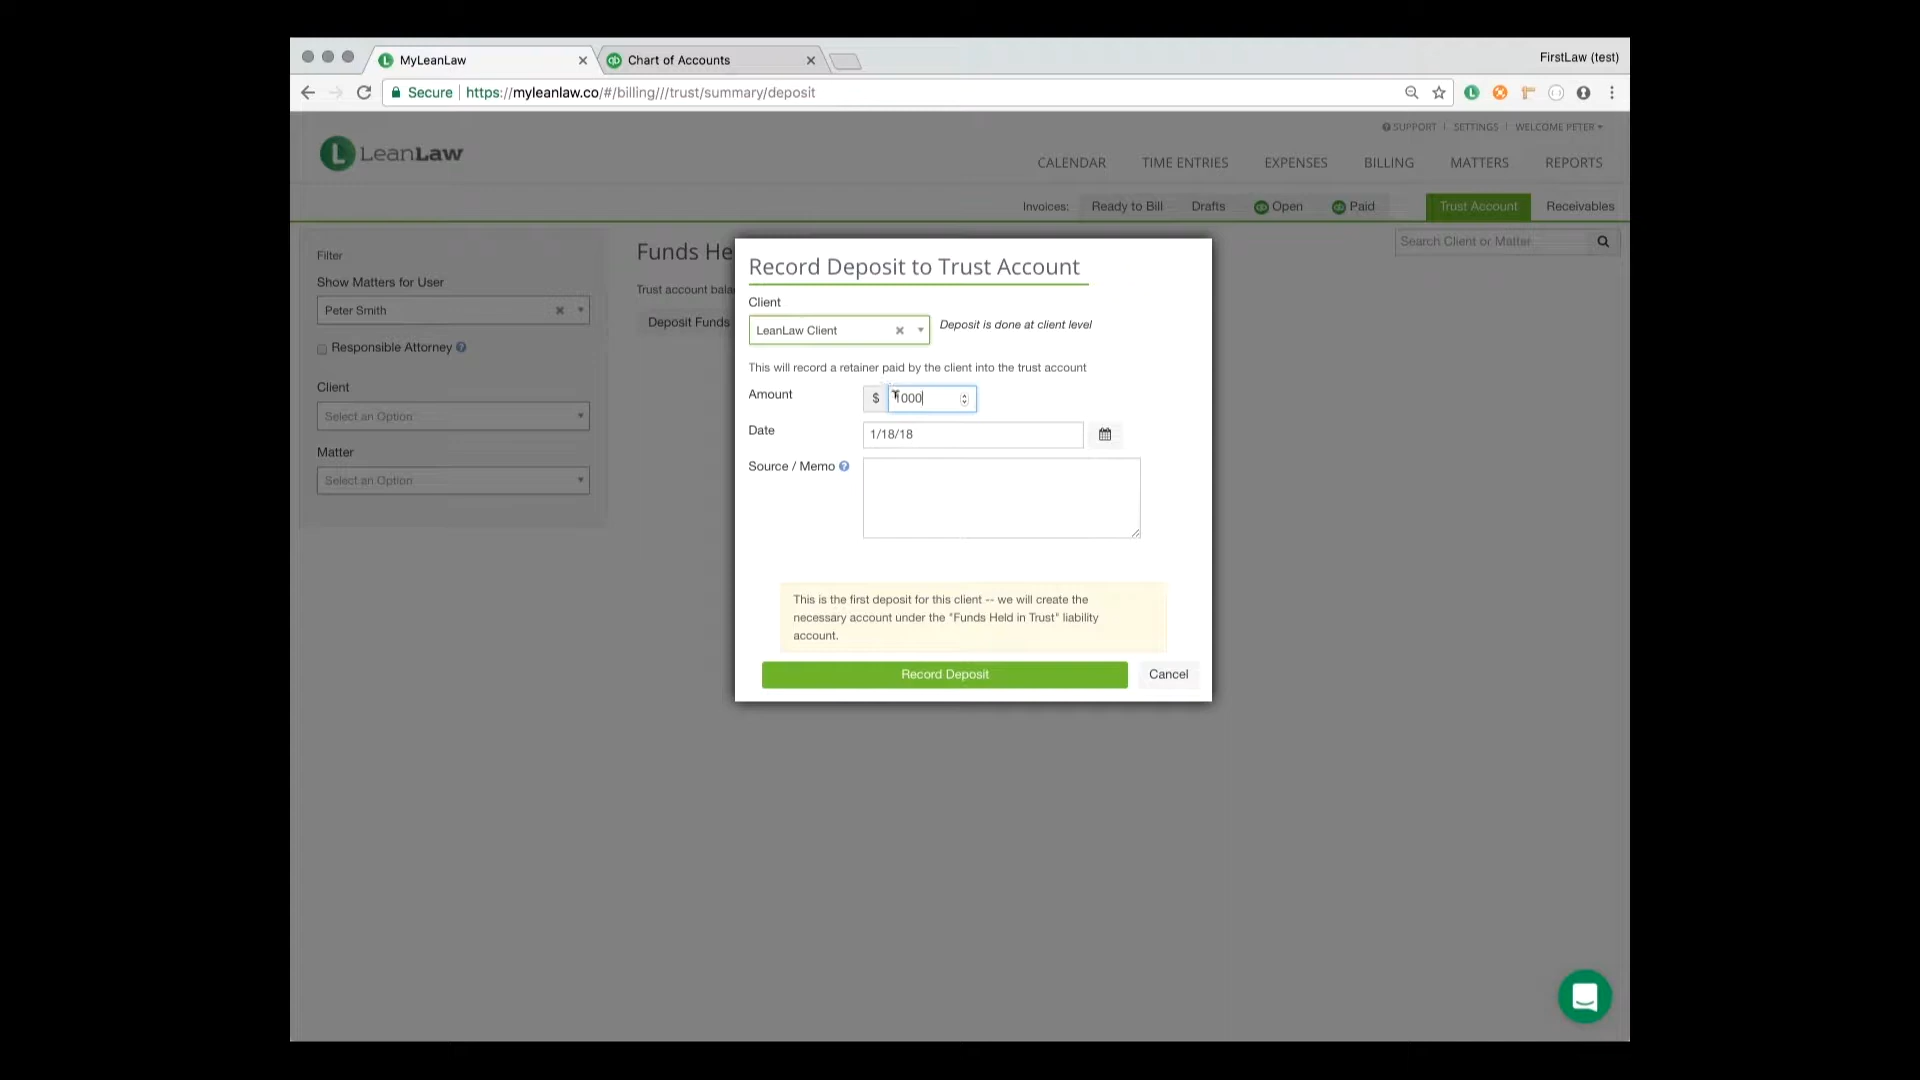 MyLeanLaw
Chart of Accounts
FirstLaw (test)
Secure https://myleanlaw.co/#/billing///trust/summary/deposit
SUPPORT | SETTINGS | WELCOME PETER
LeanLaw
CALENDAR TIME ENTRIES EXPENSES BILLING MATTERS REPORTS
Invoices: Ready to Bill Drafts Open Paid Trust Account Receivables
Filter
Show Matters for User
Peter Smith
Responsible Attorney
Client
Select an Option
Matter
Select an Option
Funds He
Trust account bala
Deposit Funds
Search Client or Matter
Record Deposit to Trust Account
Client
LeanLaw Client
Deposit is done at client level
This will record a retainer paid by the client into the trust account
Amount
$ 1000
Date
1/18/18
Source / Memo
This is the first deposit for this client -- we will create the
necessary account under the "Funds Held in Trust" liability
account.
Record Deposit
Cancel